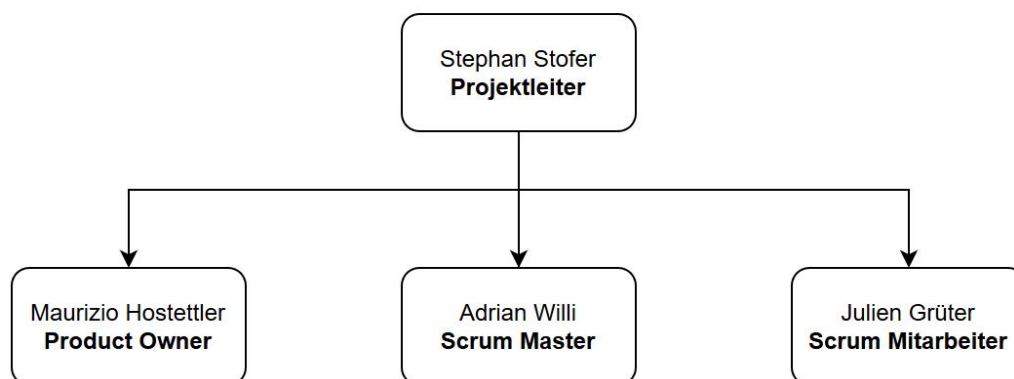 Stephan Stofer
Projektleiter
Maurizio Hostettler
Product Owner
Adrian Willi
Scrum Master
Julien Grüter
Scrum Mitarbeiter